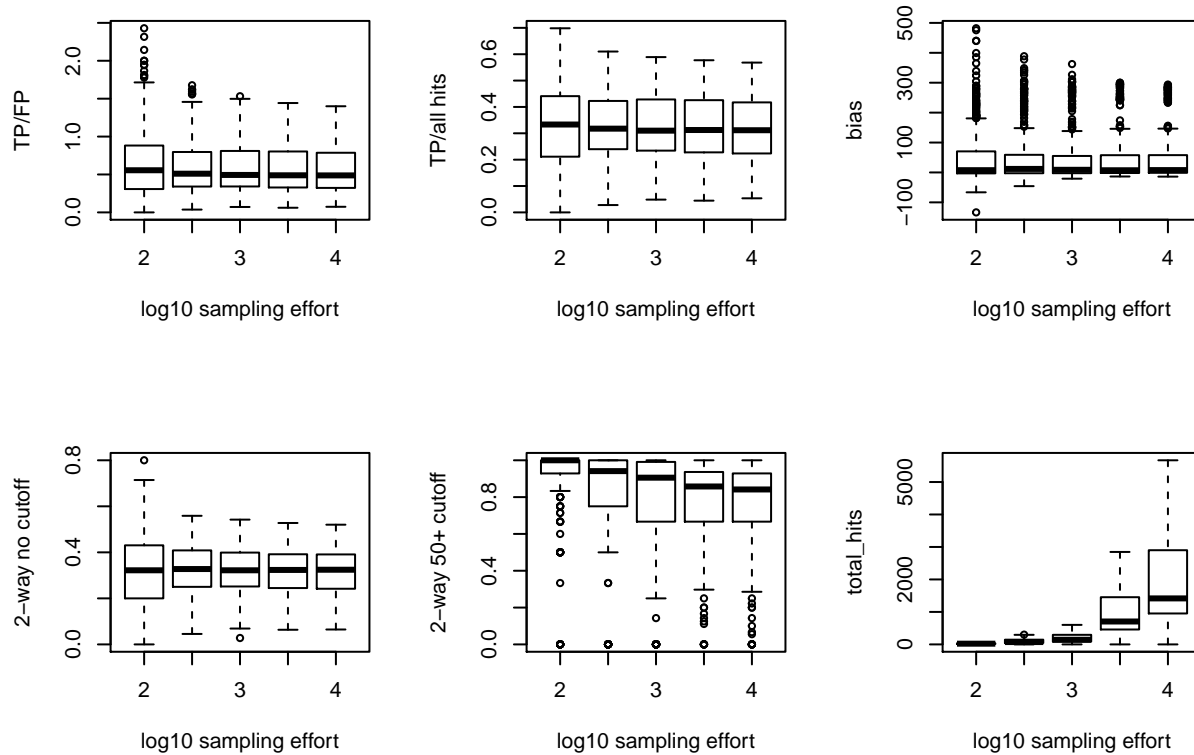 TP/FP
0.0 1.0 2.0
2 3 4
log10 sampling effort
TP/all hits
0.0 0.2 0.4 0.6
2 3 4
log10 sampling effort
bias
−100 100 300 500
2 3 4
log10 sampling effort
2−way no cutoff
0.0 0.4 0.8
2 3 4
log10 sampling effort
2−way 50+ cutoff
0.0 0.4 0.8
2 3 4
log10 sampling effort
total_hits
0 2000 5000
2 3 4
log10 sampling effort